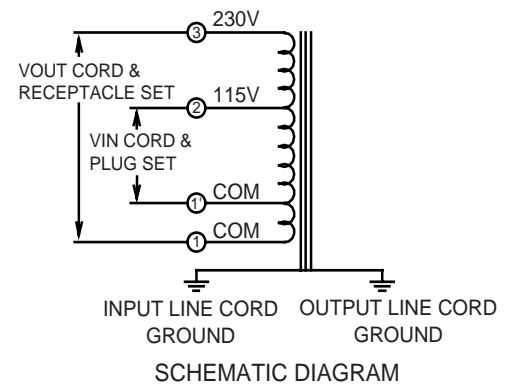 3 230V
VOUT CORD &
RECEPTACLE SET
2 115V
VIN CORD &
PLUG SET
1' COM
1 COM
INPUT LINE CORD
GROUND
OUTPUT LINE CORD
GROUND
SCHEMATIC DIAGRAM